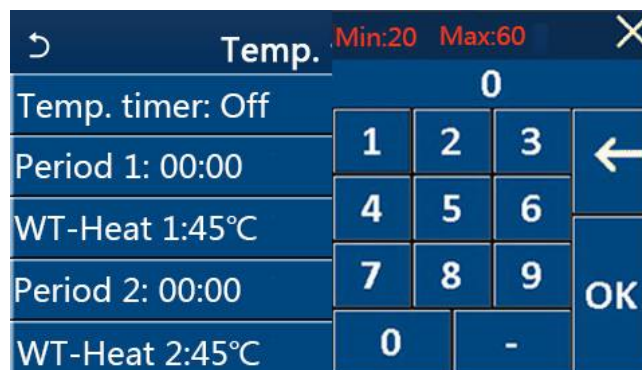 Temp.
Temp. timer: Off
Period 1: 00:00
WT-Heat 1:45℃
Period 2: 00:00
WT-Heat 2:45℃
Min:20 Max:60
0
1 2 3
4 5 6
7 8 9
OK
0 -